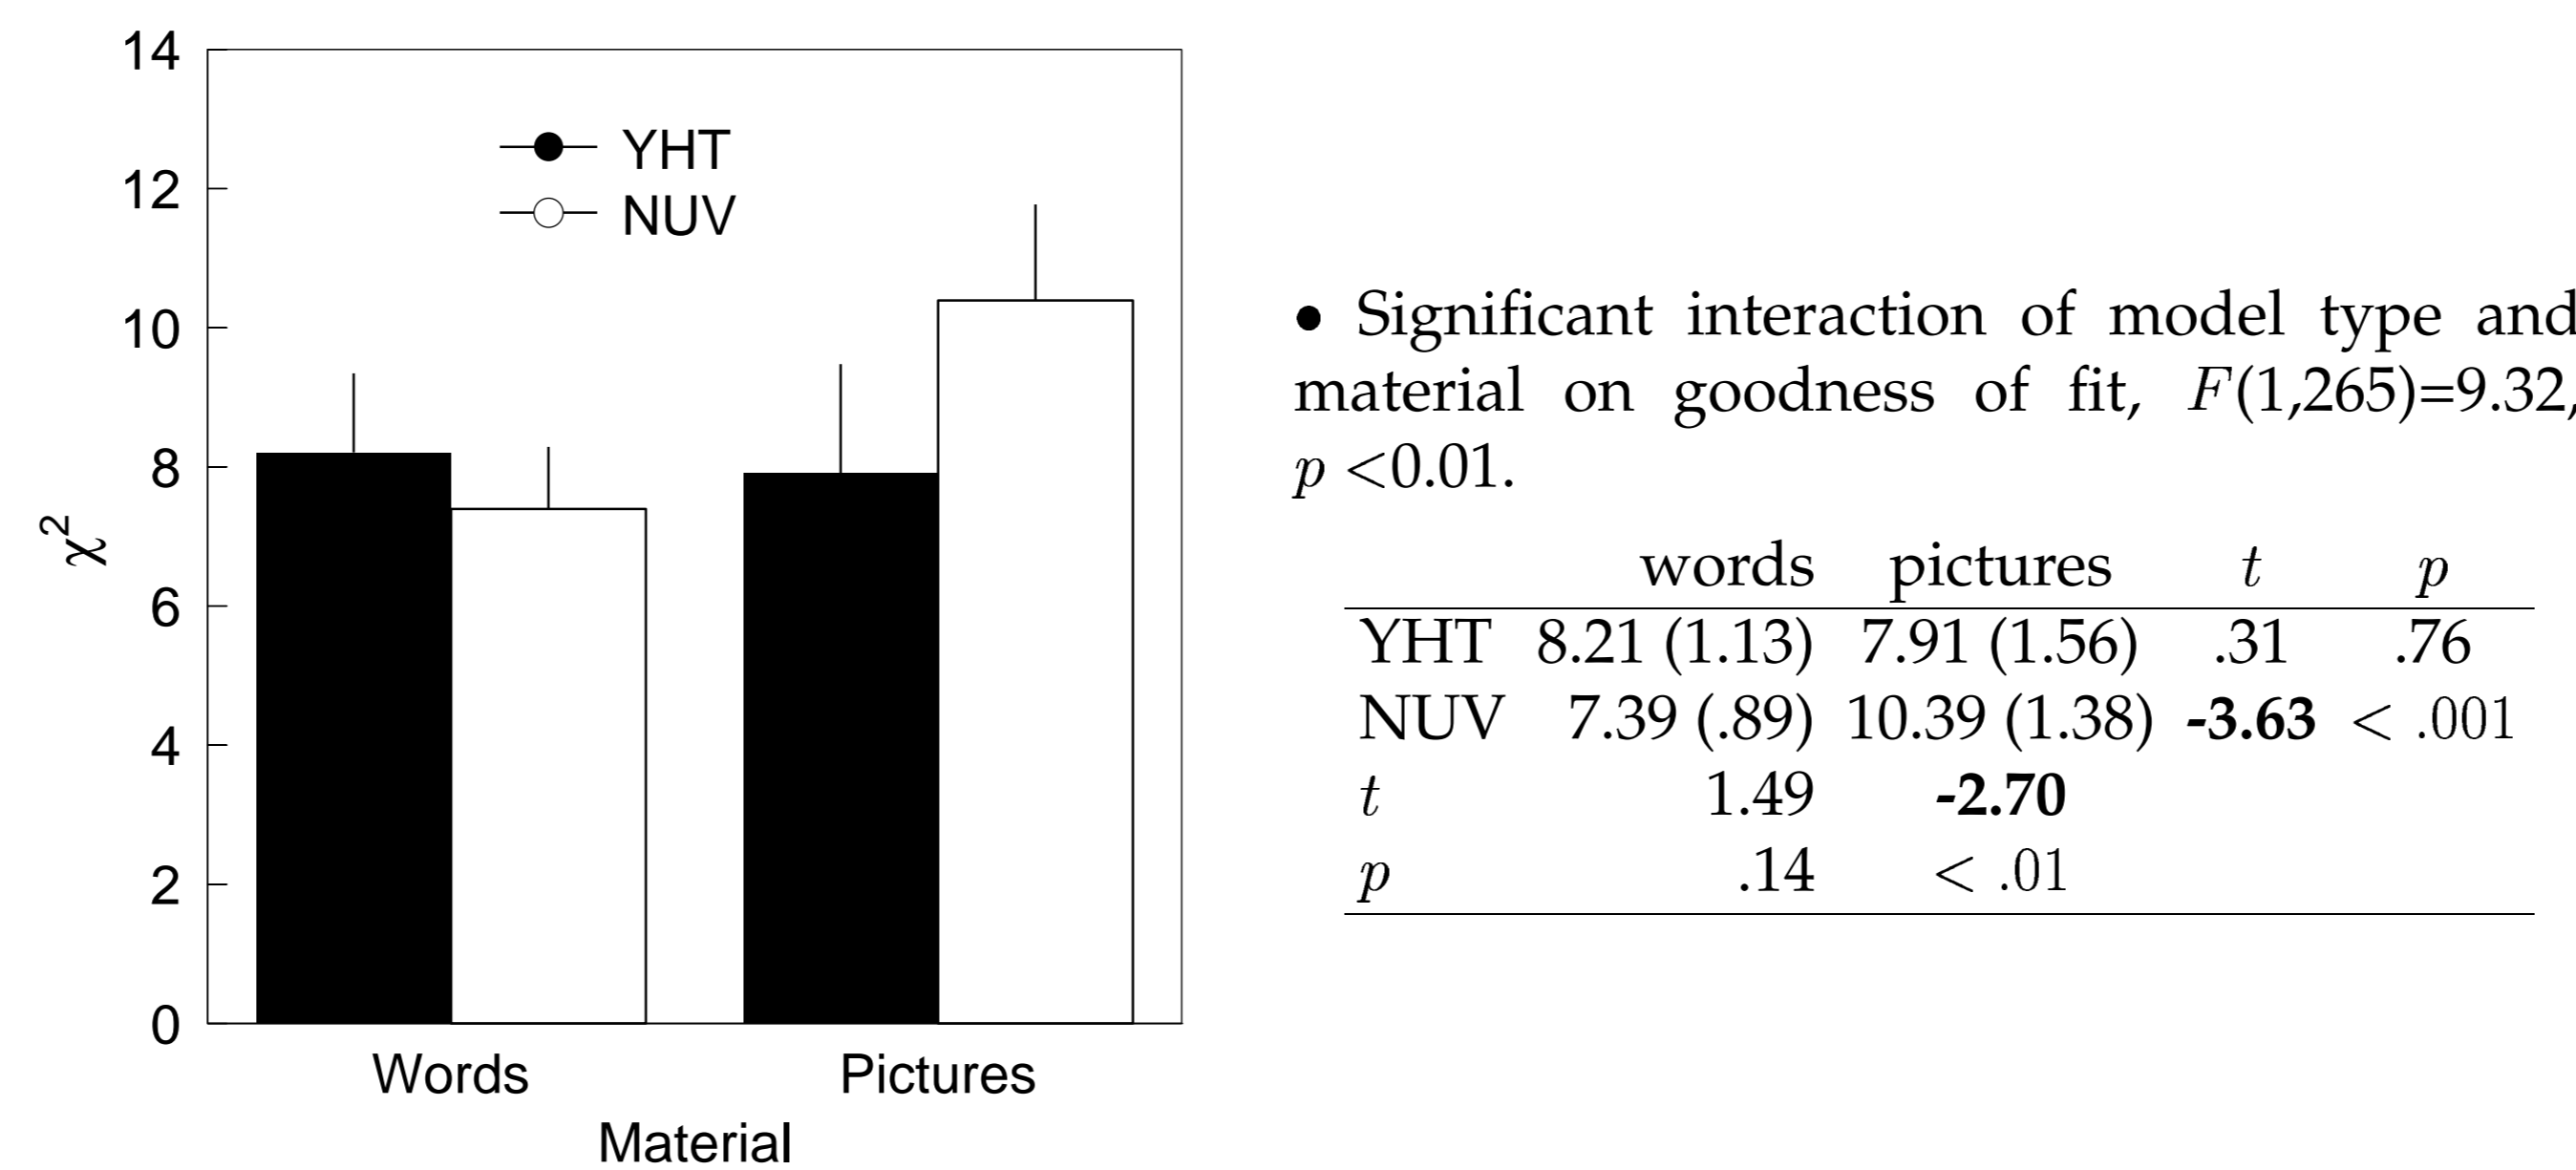 14
12
10
8
6
4
2
0
χ²
YHT
NUV
Words Pictures
Material
• Significant interaction of model type and
material on goodness of fit, F(1,265)=9.32,
p <0.01.
words pictures t p
YHT 8.21 (1.13) 7.91 (1.56) .31 .76
NUV 7.39 (.89) 10.39 (1.38) -3.63 < .001
t 1.49 -2.70
p .14 < .01